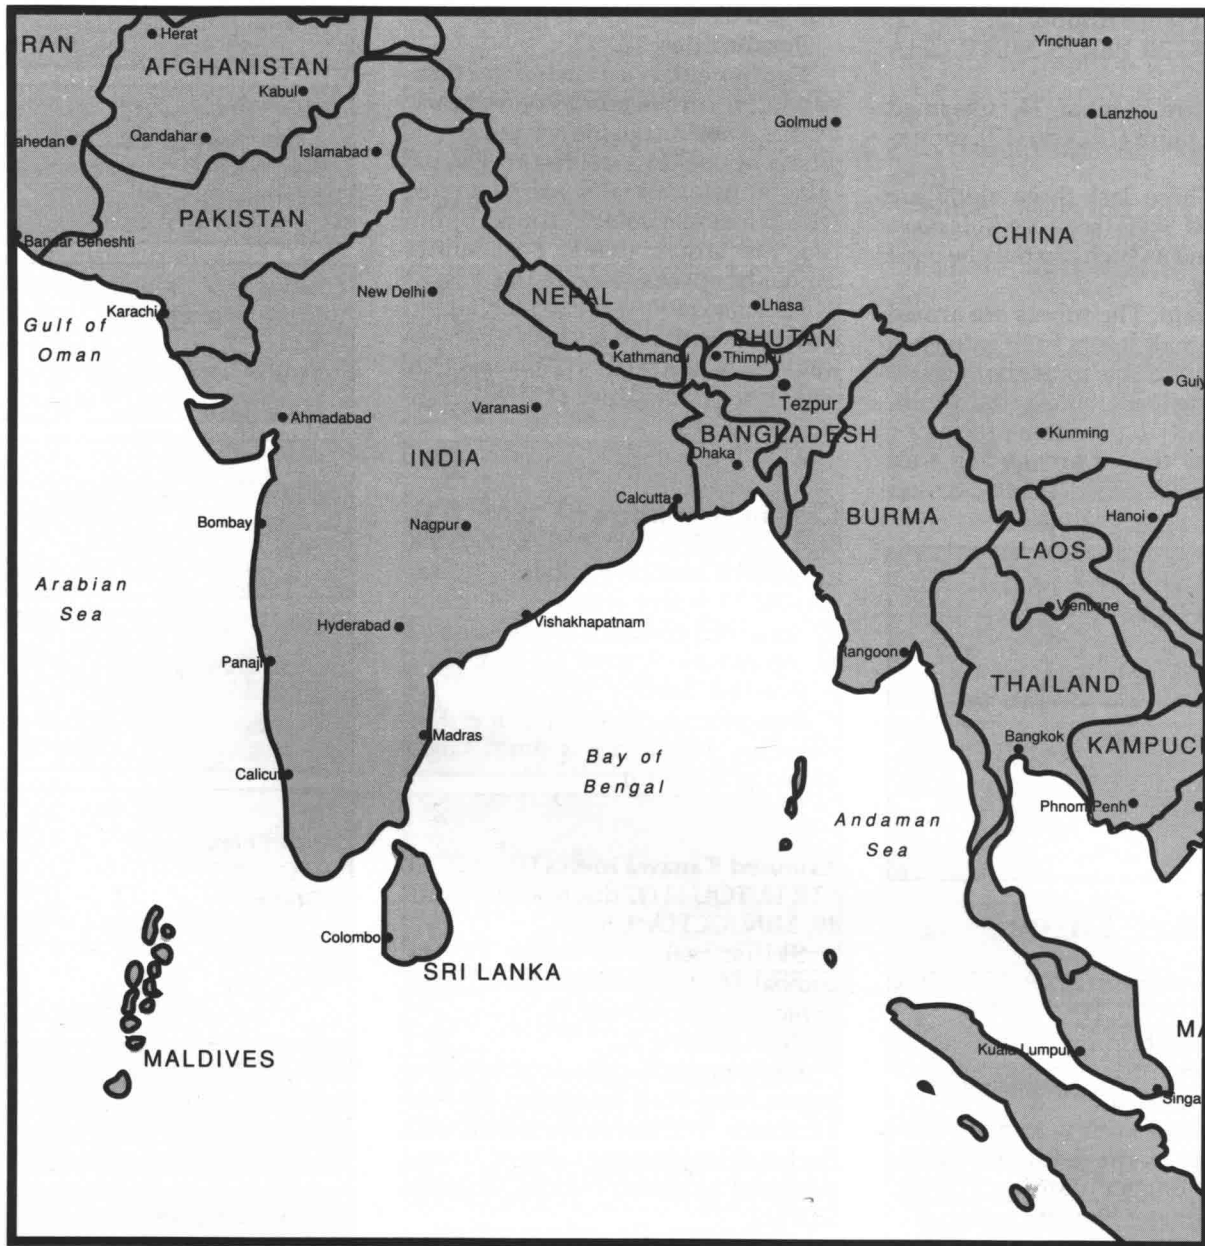 RAN
Herat
Yinchuan
AFGHANISTAN
Kabul
Golmud
Lanzhou
ahedan
Qandahar
Islamabad
PAKISTAN
Bandar Beheshti
CHINA
New Delhi
NEPAL
Lhasa
Karachi
Gulf of
Oman
BHUTAN
Kathmandu
Thimphu
Guiy
Varanasi
Tezpur
Ahmadabad
BANGLADESH
Kunming
INDIA
Dhaka
Calcutta
Bombay
Nagpur
BURMA
Hanoi
LAOS
Arabian
Sea
Vientiane
Hyderabad
Vishakhapatnam
Panaji
Rangoon
THAILAND
Madras
Bangkok
KAMPUCI
Bay of
Bengal
Calicut
Phnom Penh
Andaman
Sea
Colombo
SRI LANKA
MALDIVES
MA
Kuala Lumpur
Singa